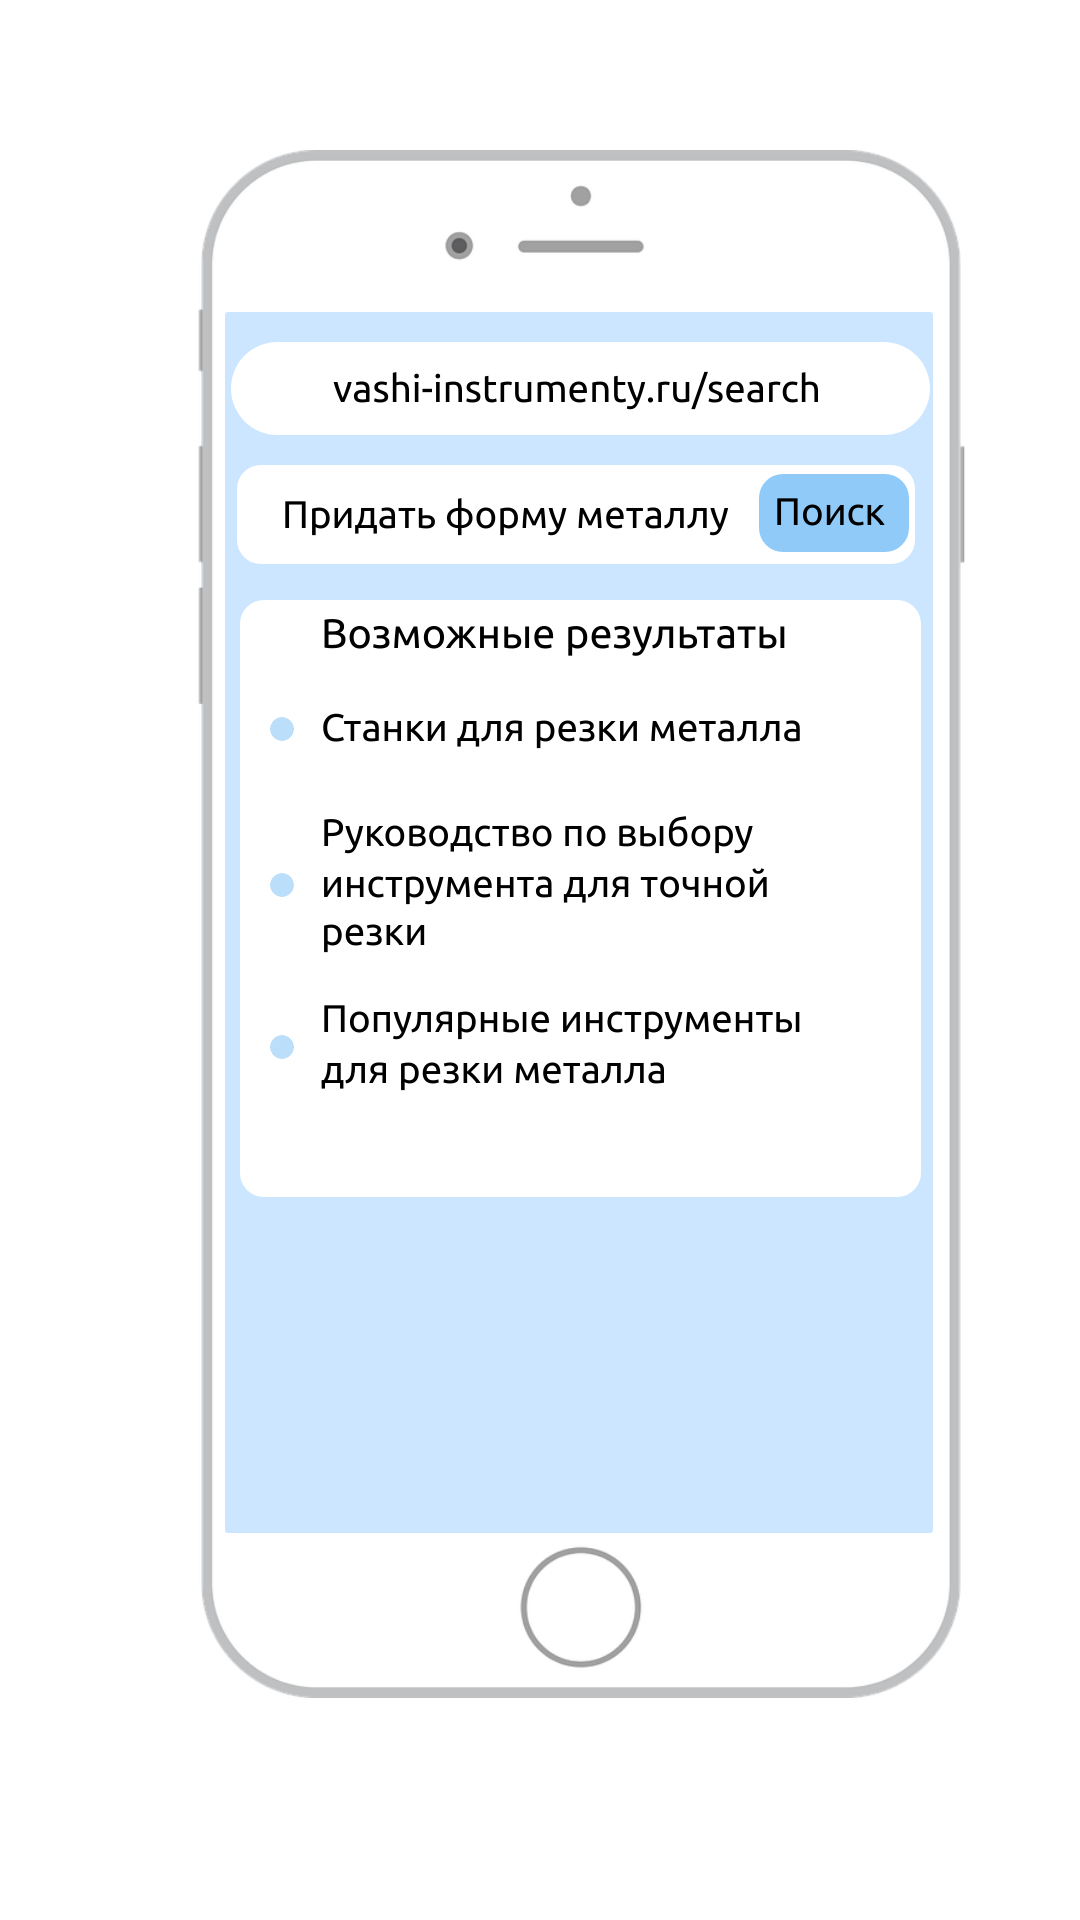 vashi-instrumenty.ru/search
Придать форму металлу Поиск
Возможные результаты
Станки для резки металла
Руководство по выбору
инструмента для точной
резки
Популярные инструменты
для резки металла